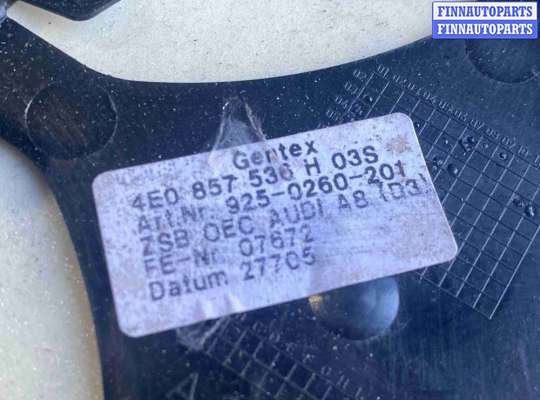 FINNAUTOPARTS
FINNAUTOPARTS
Gentex
4E0 857 536 H 03S
Art.Nr. 925-0260-201
ZSB OEC AUDI A8 (D3)
FE-Nr. 07672
Datum 27705